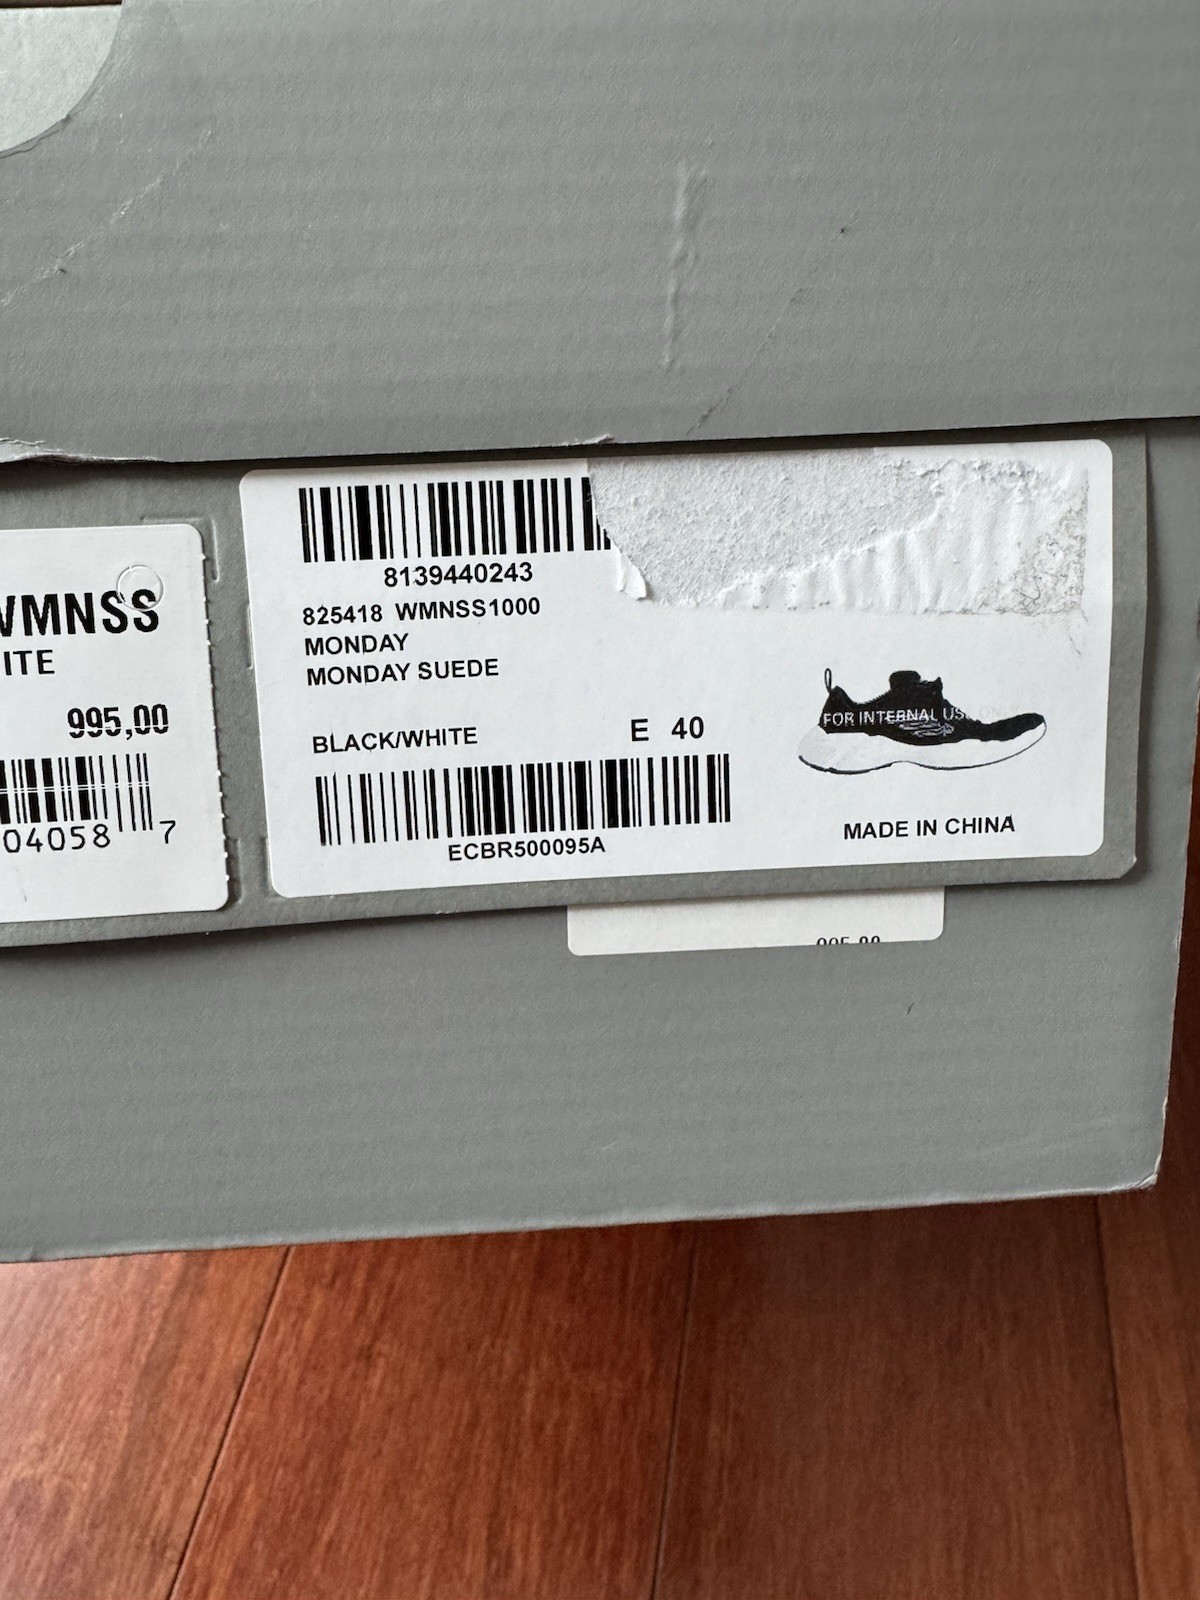 ITE
995,00
04058 7
8139440243
825418 WMNSS1000
MONDAY
MONDAY SUEDE
BLACK/WHITE E 40
ECBR500095A
FOR INTERNAL USE ONLY
MADE IN CHINA